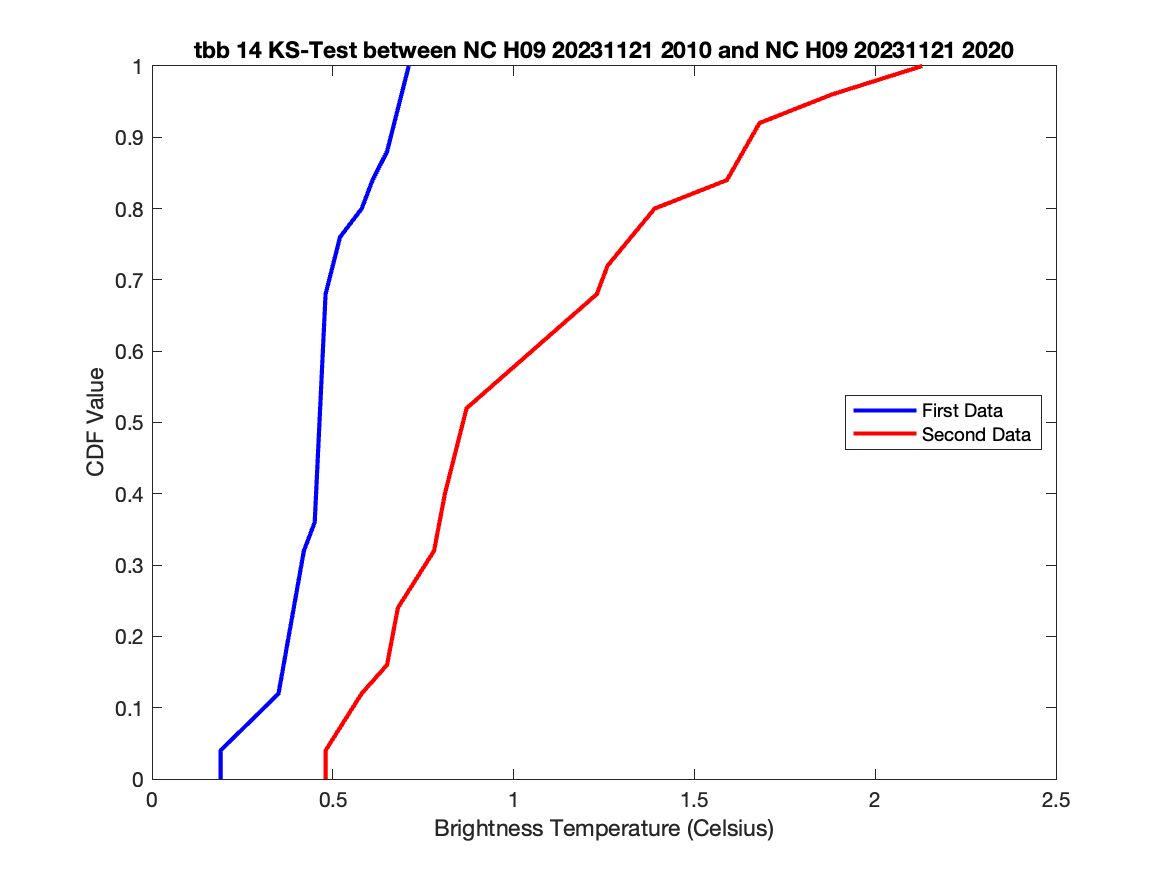 tbb 14 KS-Test between NC H09 20231121 2010 and NC H09 20231121 2020
1
0.9
0.8
0.7
0.6
0.5
0.4
0.3
0.2
0.1
0
CDF Value
First Data
Second Data
0 0.5 1 1.5 2 2.5
Brightness Temperature (Celsius)